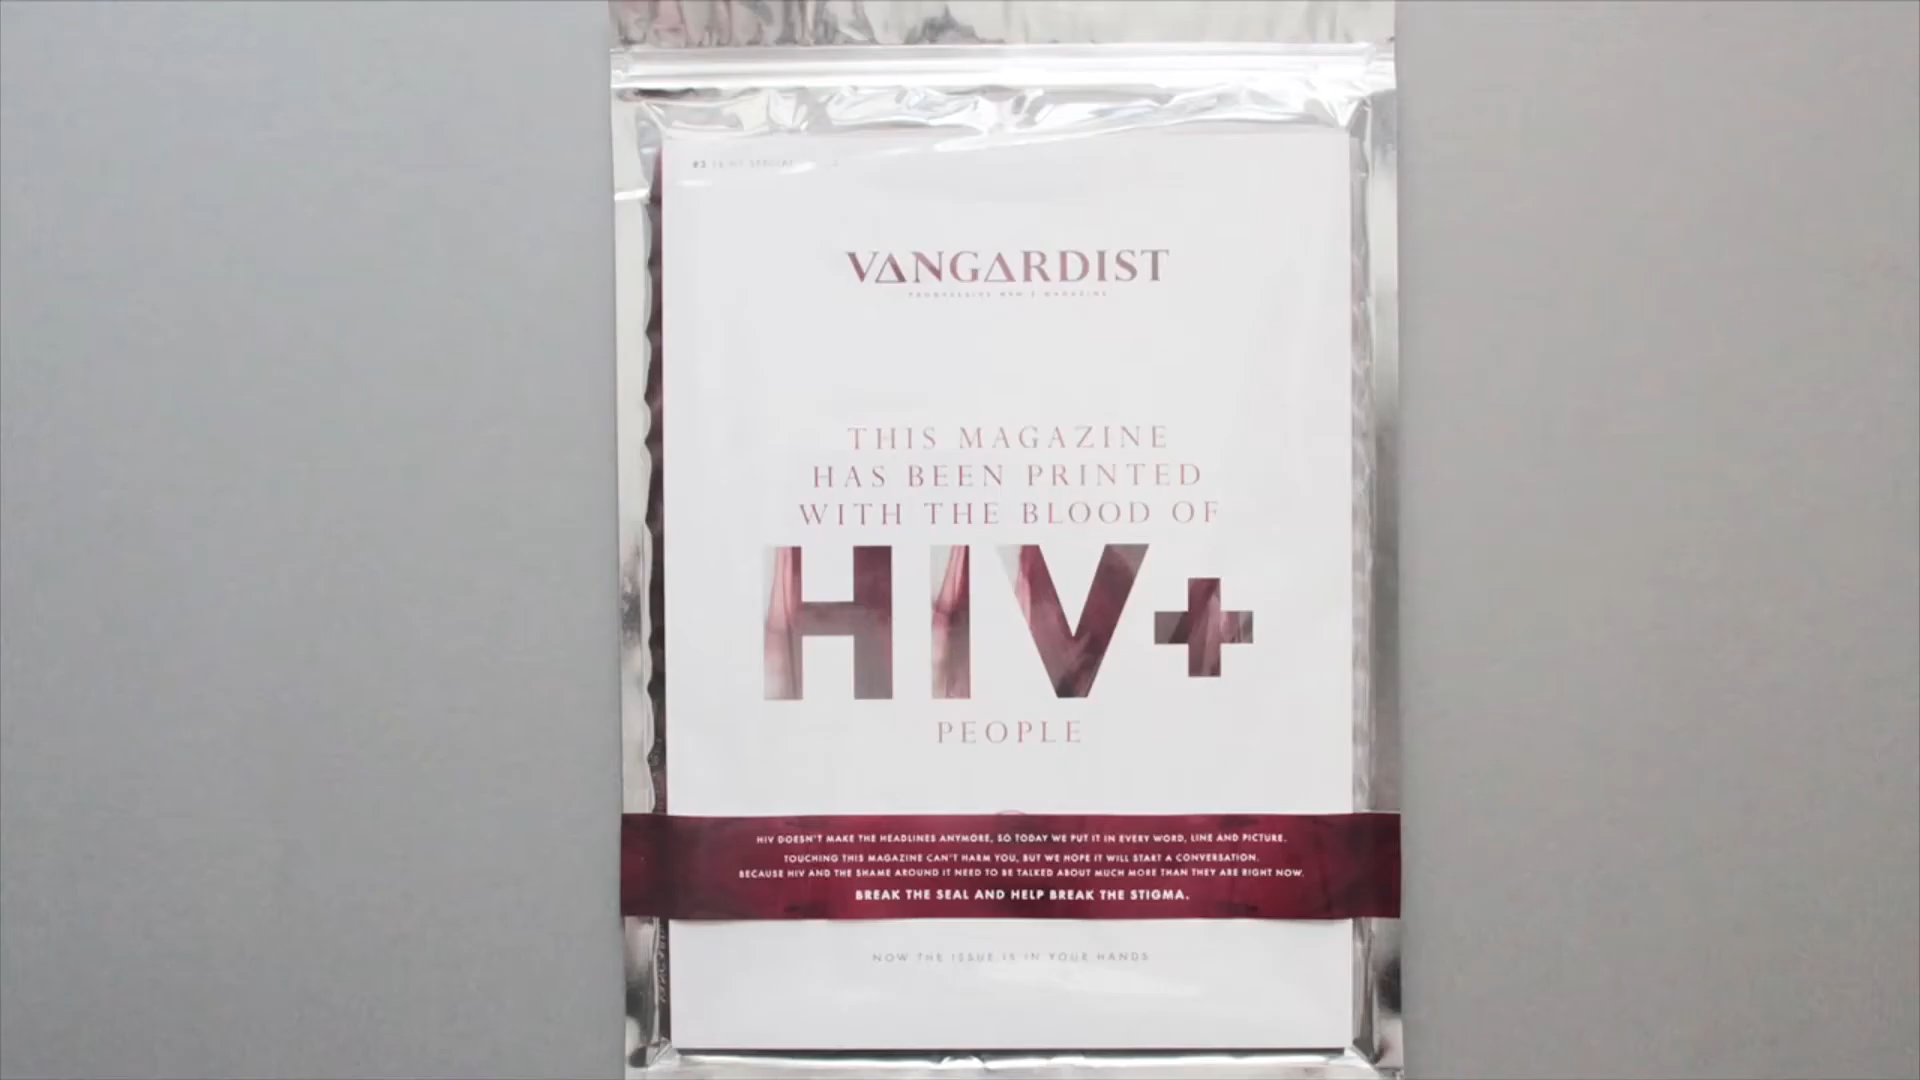 #3
VANGARDIST
PROGRESSIVE MEN'S MAGAZINE
THIS MAGAZINE
HAS BEEN PRINTED
WITH THE BLOOD OF
HIV+
PEOPLE
HIV DOESN'T MAKE THE HEADLINES ANYMORE, SO TODAY WE PUT IT IN EVERY WORD, LINE AND PICTURE.
TOUCHING THIS MAGAZINE CAN'T HARM YOU, BUT WE HOPE IT WILL START A CONVERSATION.
BECAUSE HIV AND THE SHAME AROUND IT NEED TO BE TALKED ABOUT MUCH MORE THAN THEY ARE RIGHT NOW.
BREAK THE SEAL AND HELP BREAK THE STIGMA.
NOW THE ISSUE IS IN YOUR HANDS